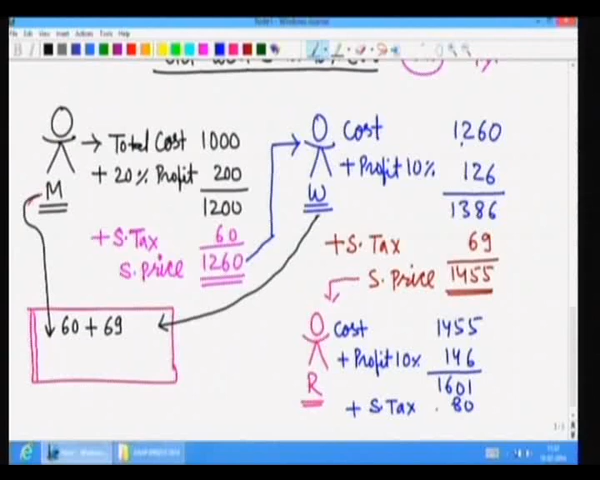 Total Cost 1000
+ 20% Profit 200
1200
M
+ S.Tax 60
S.price 1260
Cost 1260
+ Profit 10% 126
1386
W
+ S.Tax 69
S.price 1455
60 + 69
Cost 1455
+ Profit 10% 146
1601
R
+ S Tax 80